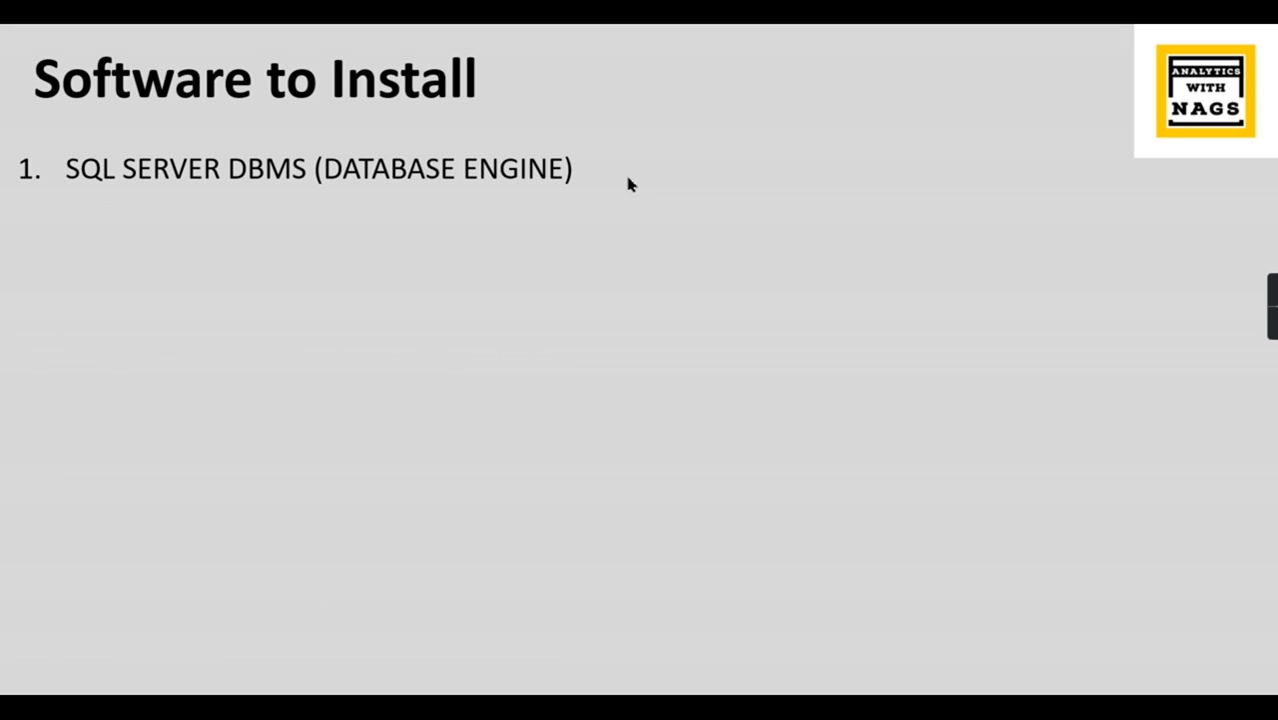 Software to Install
ANALYTICS
WITH
NAGS
1. SQL SERVER DBMS (DATABASE ENGINE)